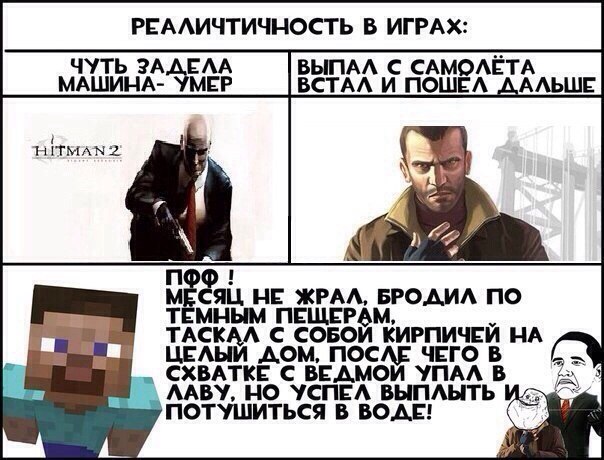 РЕАЛИЧТИЧНОСТЬ В ИГРАХ:
ЧУТЬ ЗАДЕЛА
МАШИНА- УМЕР
ВЫПАЛ С САМОЛЁТА
ВСТАЛ И ПОШЁЛ ДАЛЬШЕ
HITMAN 2
ПФФ !
МЕСЯЦ НЕ ЖРАЛ, БРОДИЛ ПО
ТЁМНЫМ ПЕЩЕРАМ,
ТАСКАЛ С СОБОЙ КИРПИЧЕЙ НА
ЦЕЛЫЙ ДОМ, ПОСЛЕ ЧЕГО В
СХВАТКЕ С ВЕДМОЙ УПАЛ В
ЛАВУ, НО УСПЕЛ ВЫПЛЫТЬ И
ПОТУШИТЬСЯ В ВОДЕ!